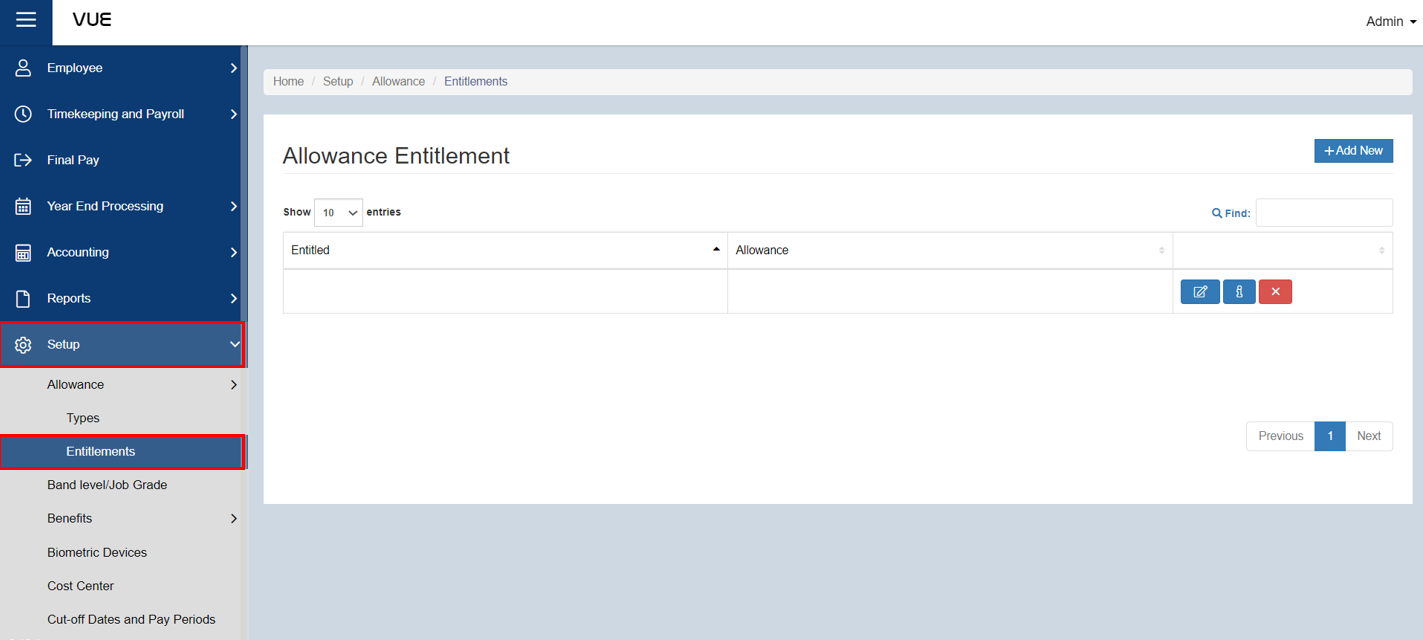 VUE
Admin
Employee
Timekeeping and Payroll
Final Pay
Year End Processing
Accounting
Reports
Setup
Allowance
Types
Entitlements
Band level/Job Grade
Benefits
Biometric Devices
Cost Center
Cut-off Dates and Pay Periods
Home / Setup / Allowance / Entitlements
Allowance Entitlement
+ Add New
Show 10 entries
Find:
Entitled Allowance
Previous 1 Next